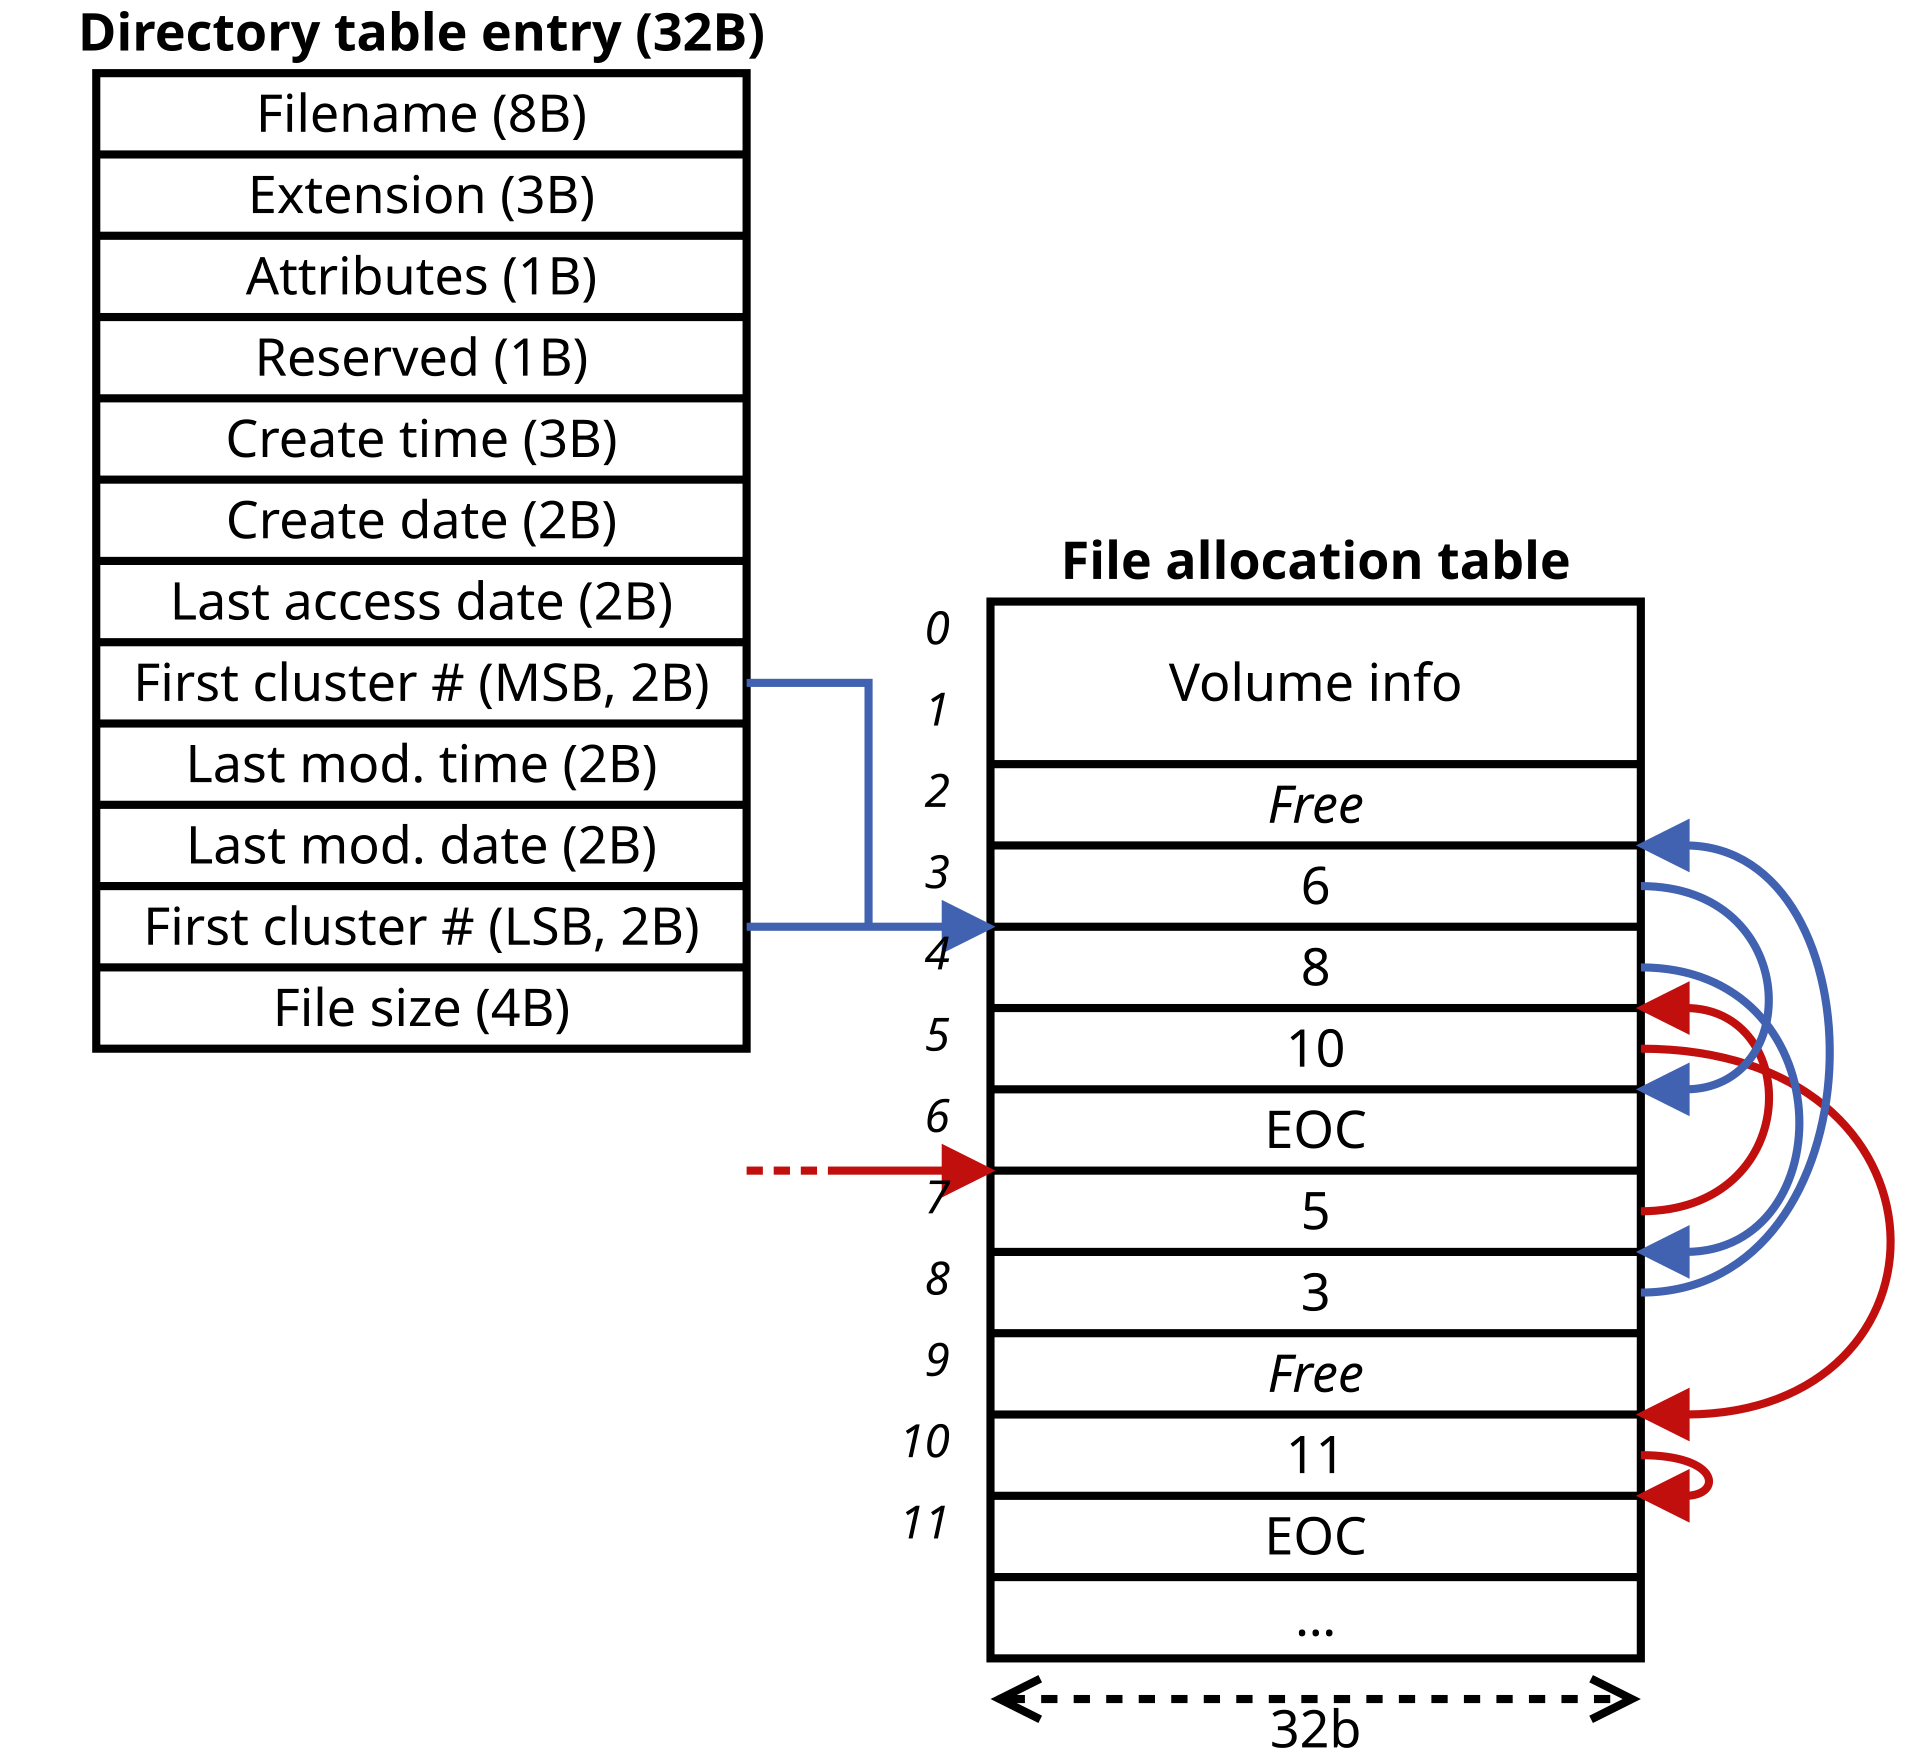 Directory table entry (32B)
Filename (8B)
Extension (3B)
Attributes (1B)
Reserved (1B)
Create time (3B)
Create date (2B)
Last access date (2B)
First cluster # (MSB, 2B)
Last mod. time (2B)
Last mod. date (2B)
First cluster # (LSB, 2B)
File size (4B)
File allocation table
0
Volume info
1
2
Free
3
6
4
8
5
10
6
EOC
7
5
8
3
9
Free
10
11
11
EOC
...
32b